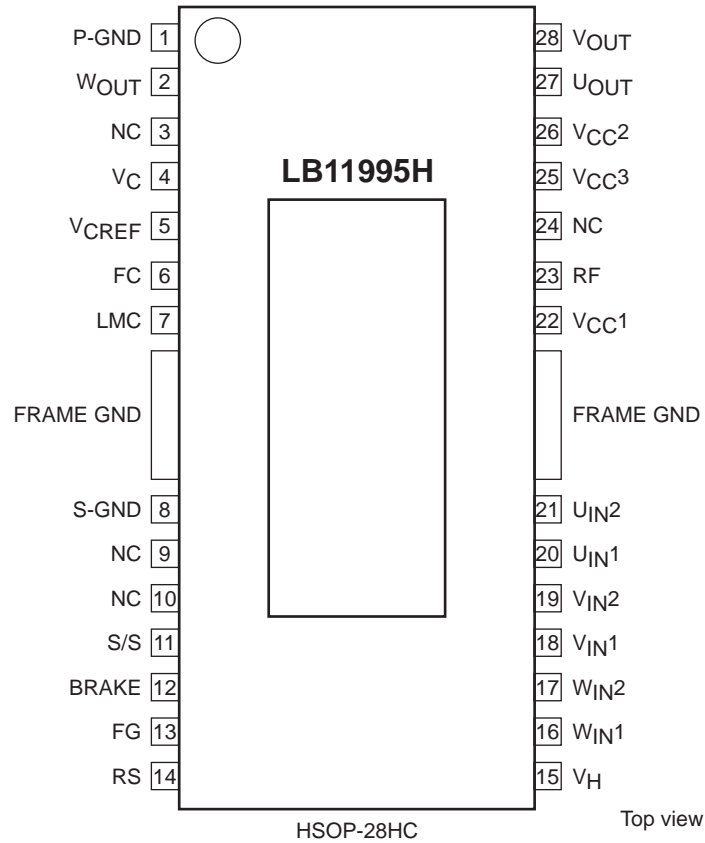 P-GND 1
WOUT 2
NC 3
VC 4
VCREF 5
FC 6
LMC 7
FRAME GND
S-GND 8
NC 9
NC 10
S/S 11
BRAKE 12
FG 13
RS 14
LB11995H
28 VOUT
27 UOUT
26 VCC2
25 VCC3
24 NC
23 RF
22 VCC1
FRAME GND
21 UIN2
20 UIN1
19 VIN2
18 VIN1
17 WIN2
16 WIN1
15 VH
Top view
HSOP-28HC